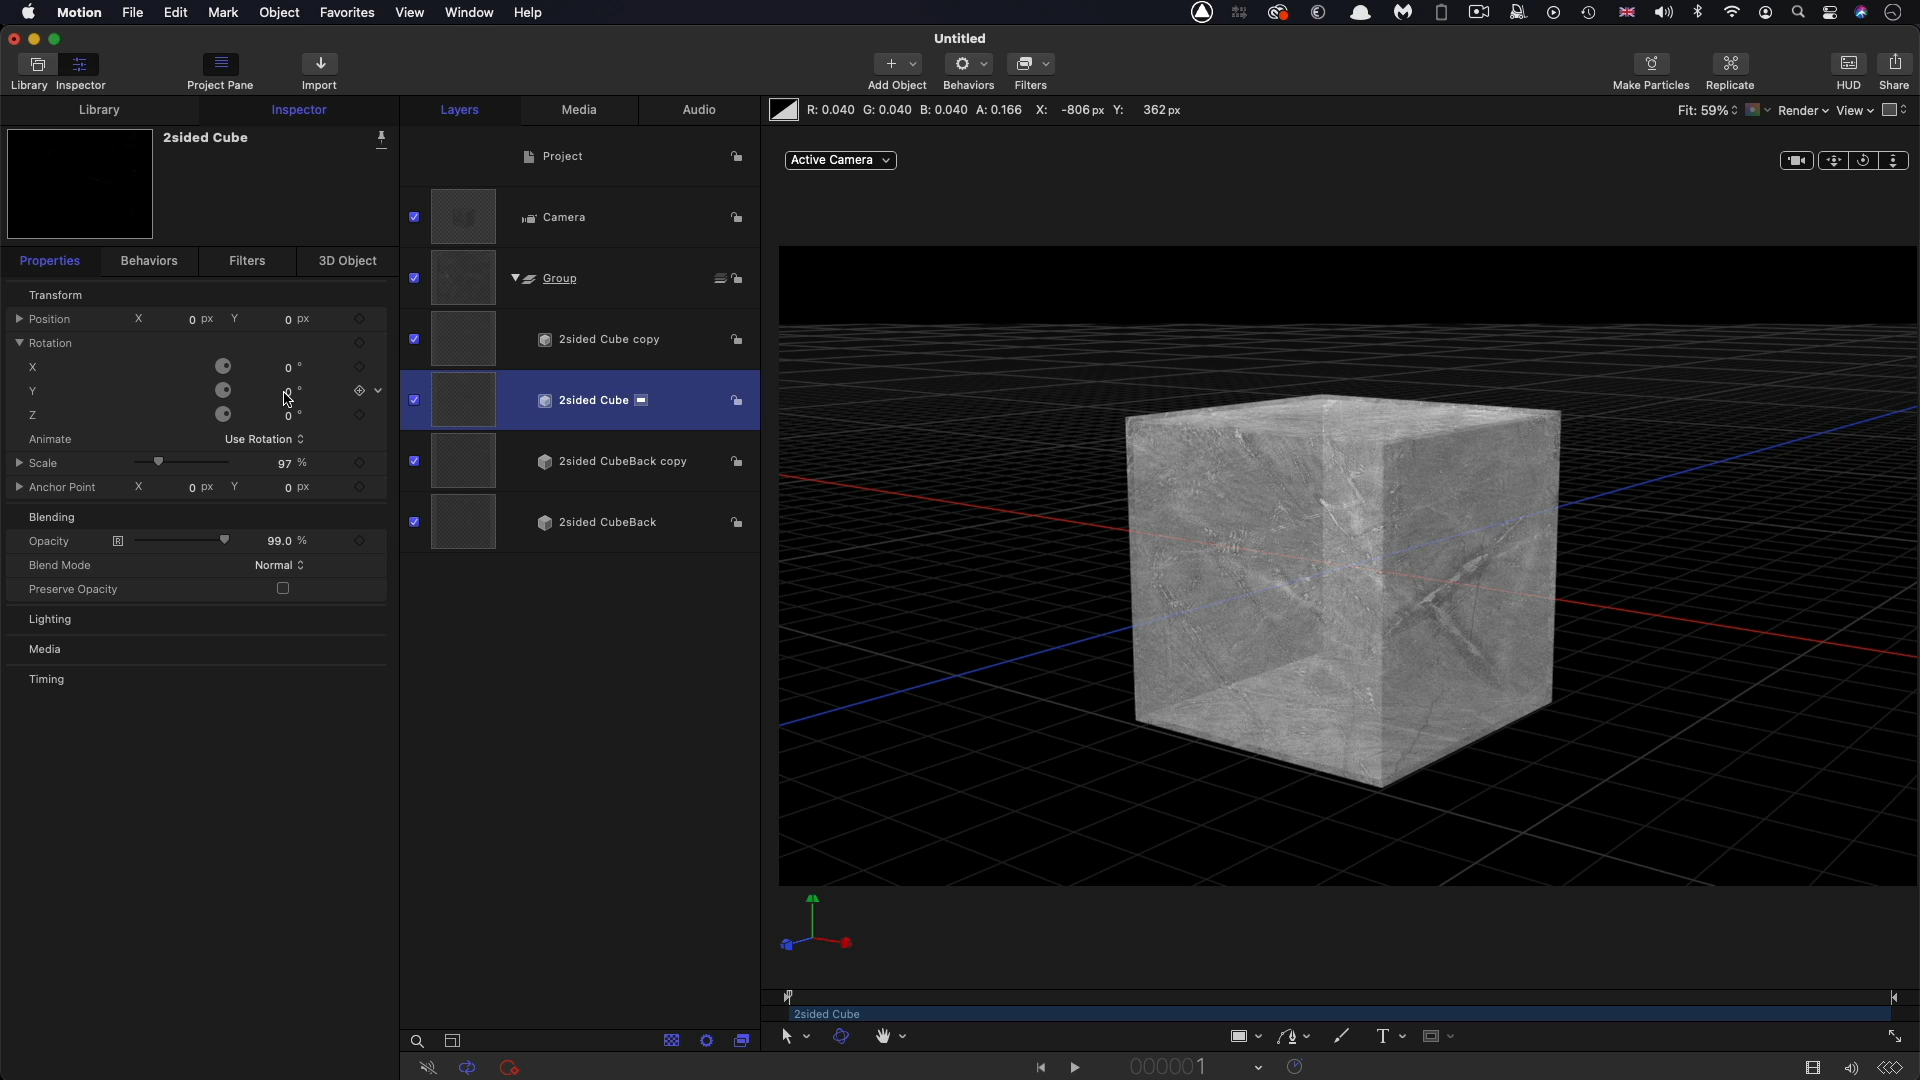 Motion File Edit Mark Object Favorites View Window Help
Untitled
Library Inspector Project Pane Import Add Object Behaviors Filters Make Particles Replicate HUD Share
Library Inspector Layers Media Audio R: 0.040 G: 0.040 B: 0.040 A: 0.166 X: -806 px Y: 362 px Fit: 59% Render View
2sided Cube
Project
Active Camera
Camera
Properties Behaviors Filters 3D Object
Group
Transform
Position X 0 px Y 0 px
Rotation
2sided Cube copy
X 0 °
Y 0 °
2sided Cube
Z 0 °
Animate Use Rotation
Scale 97 %
2sided CubeBack copy
Anchor Point X 0 px Y 0 px
Blending
2sided CubeBack
Opacity R 99.0 %
Blend Mode Normal
Preserve Opacity
Lighting
Media
Timing
2sided Cube
T
000001